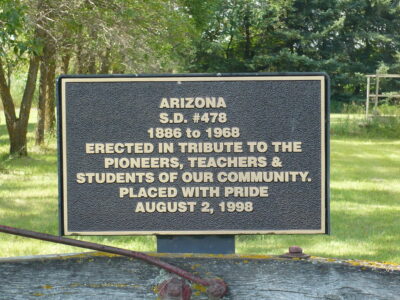 ARIZONA
S.D. #478
1886 to 1968
ERECTED IN TRIBUTE TO THE
PIONEERS, TEACHERS &
STUDENTS OF OUR COMMUNITY.
PLACED WITH PRIDE
AUGUST 2, 1998